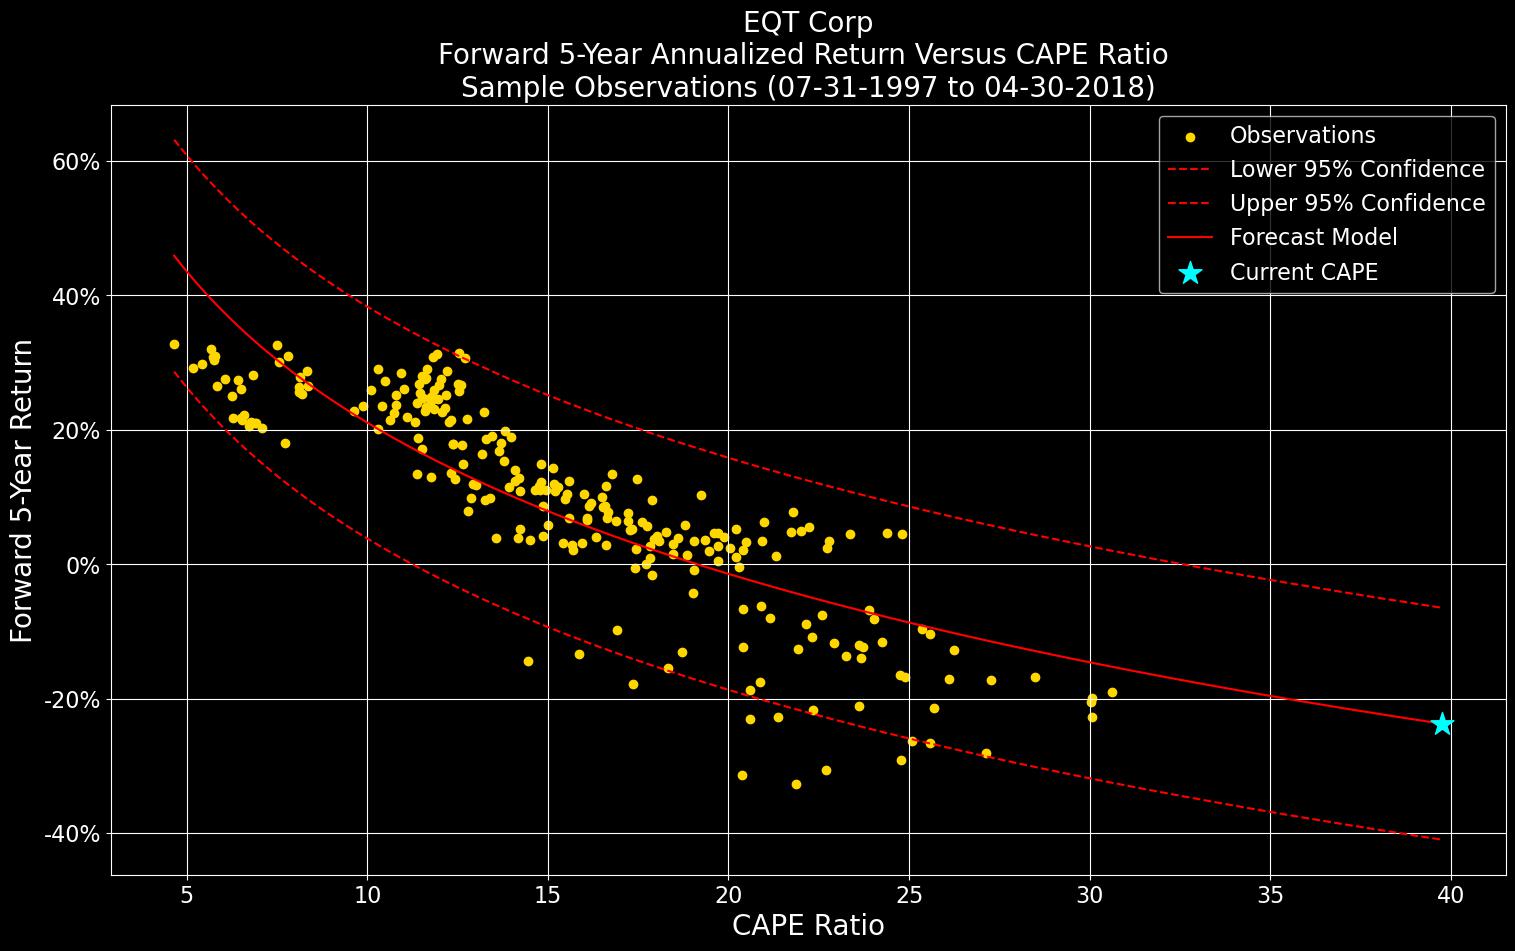 EQT Corp
Forward 5-Year Annualized Return Versus CAPE Ratio
Sample Observations (07-31-1997 to 04-30-2018)
Observations
Lower 95% Confidence
Upper 95% Confidence
Forecast Model
Current CAPE
Forward 5-Year Return
60%
40%
20%
0%
-20%
-40%
5 10 15 20 25 30 35 40
CAPE Ratio